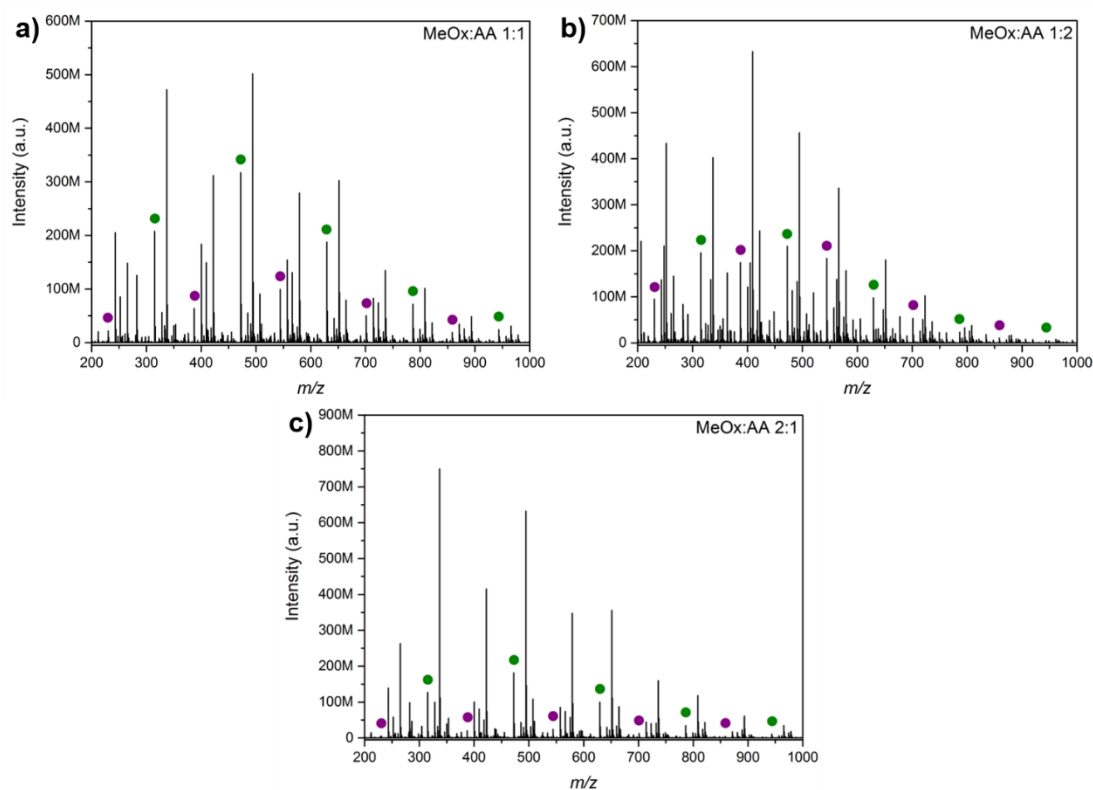 a)
MeOx:AA 1:1
600M
500M
400M
300M
200M
100M
0
Intensity (a.u.)
200 300 400 500 600 700 800 900 1000
m/z
b)
MeOx:AA 1:2
700M
600M
500M
400M
300M
200M
100M
0
Intensity (a.u.)
200 300 400 500 600 700 800 900 1000
m/z
c)
MeOx:AA 2:1
900M
800M
700M
600M
500M
400M
300M
200M
100M
0
Intensity (a.u.)
200 300 400 500 600 700 800 900 1000
m/z